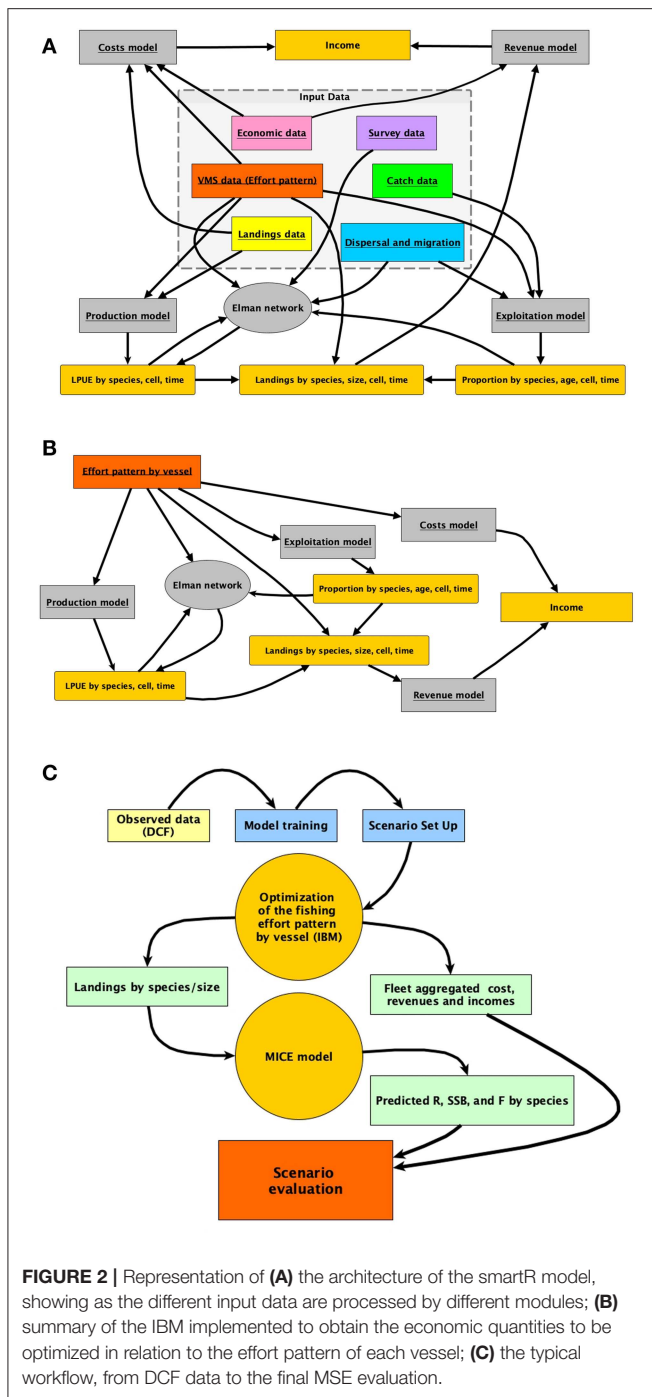 A
Costs model
Income
Revenue model
Input Data
Economic data
Survey data
VMS data (Effort pattern)
Catch data
Landings data
Dispersal and migration
Production model
Elman network
Exploitation model
LPUE by species, cell, time
Landings by species, size, cell, time
Proportion by species, age, cell, time
B
Effort pattern by vessel
Costs model
Exploitation model
Elman network
Proportion by species, age, cell, time
Production model
Income
Landings by species, size, cell, time
LPUE by species, cell, time
Revenue model
C
Observed data
(DCF)
Model training
Scenario Set Up
Optimization
of the fishing
effort pattern
by vessel (IBM)
Landings by species/size
Fleet aggregated cost,
revenues and incomes
MICE model
Predicted R, SSB, and F by species
Scenario
evaluation
FIGURE 2 | Representation of (A) the architecture of the smartR model,
showing as the different input data are processed by different modules; (B)
summary of the IBM implemented to obtain the economic quantities to be
optimized in relation to the effort pattern of each vessel; (C) the typical
workflow, from DCF data to the final MSE evaluation.